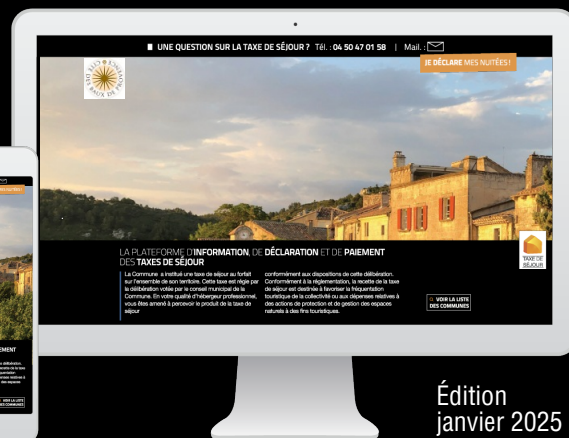 UNE QUESTION SUR LA TAXE DE SÉJOUR ? Tél. : 04 50 47 01 58 | Mail. :
JE DÉCLARE MES NUITÉES !
CITÉ DES BAUX DE PROVENCE
LA PLATEFORME D'INFORMATION, DE DÉCLARATION ET DE PAIEMENT
DES TAXES DE SÉJOUR
La Commune a institué une taxe de séjour au forfait
sur l'ensemble de son territoire. Cette taxe est régie par
la délibération votée par le conseil municipal de la
Commune. En votre qualité d'hébergeur professionnel,
vous êtes amené à percevoir le produit de la taxe de
séjour
conformément aux dispositions de cette délibération.
Conformément à la réglementation, la recette de la taxe
de séjour est destinée à favoriser la fréquentation
touristique de la collectivité ou aux dépenses relatives à
des actions de protection et de gestion des espaces
naturels à des fins touristiques.
TAXE DE
SÉJOUR
VOIR LA LISTE
DES COMMUNES
Édition
janvier 2025